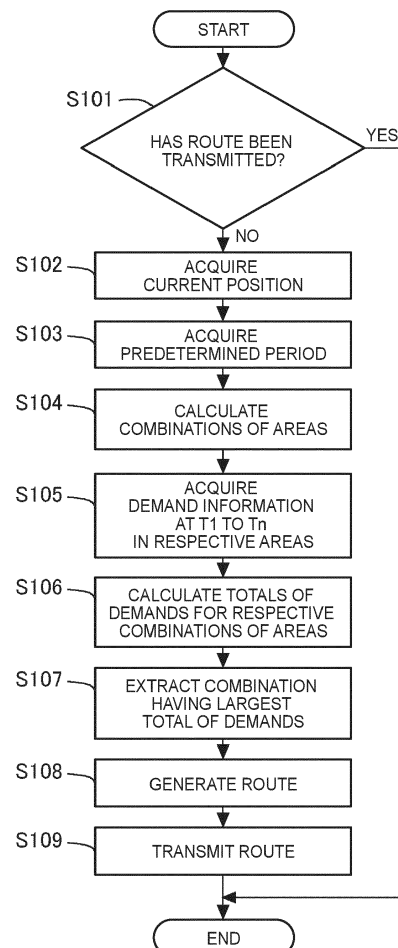 START
S101
HAS ROUTE BEEN
TRANSMITTED?
YES
NO
S102
ACQUIRE
CURRENT POSITION
S103
ACQUIRE
PREDETERMINED PERIOD
S104
CALCULATE
COMBINATIONS OF AREAS
S105
ACQUIRE
DEMAND INFORMATION
AT T1 TO Tn
IN RESPECTIVE AREAS
S106
CALCULATE TOTALS OF
DEMANDS FOR RESPECTIVE
COMBINATIONS OF AREAS
S107
EXTRACT COMBINATION
HAVING LARGEST
TOTAL OF DEMANDS
S108
GENERATE ROUTE
S109
TRANSMIT ROUTE
END